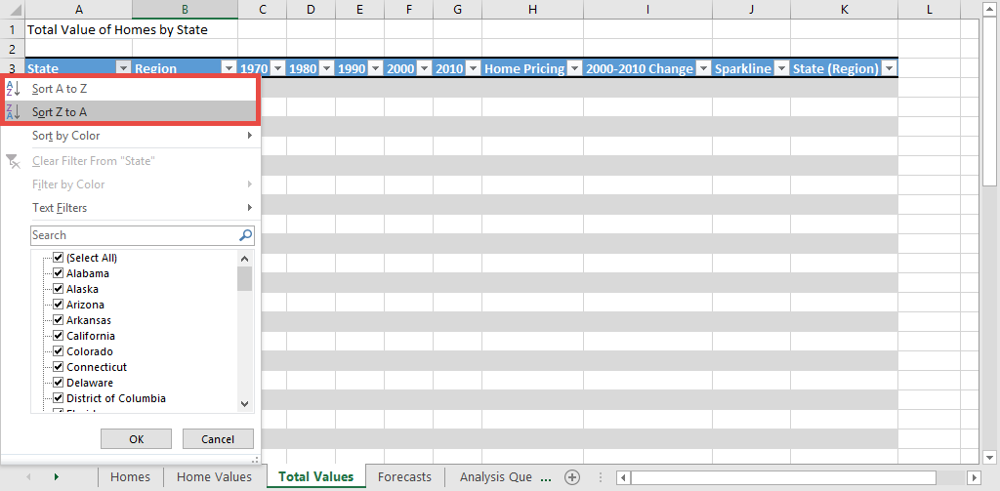 A B C D E F G H I J K L
1 Total Value of Homes by State
2
3 State Region 1970 1980 1990 2000 2010 Home Pricing 2000-2010 Change Sparkline State (Region)
A Z Sort A to Z
Z A Sort Z to A
Sort by Color
Clear Filter From "State"
Filter by Color
Text Filters
Search
(Select All)
Alabama
Alaska
Arizona
Arkansas
California
Colorado
Connecticut
Delaware
District of Columbia
OK Cancel
Homes Home Values Total Values Forecasts Analysis Que ...